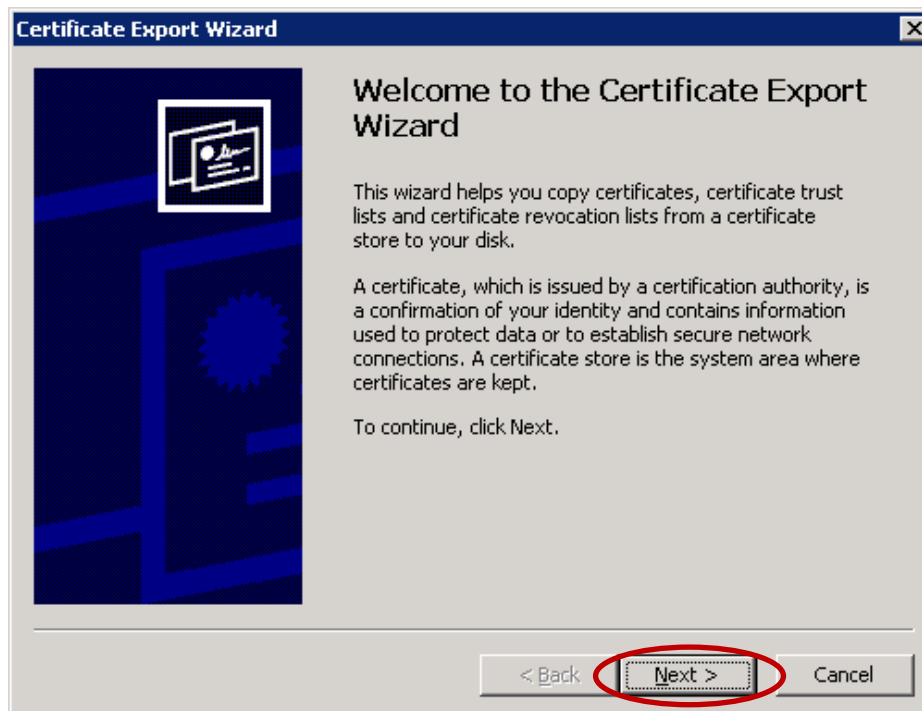 Certificate Export Wizard
Welcome to the Certificate Export
Wizard
This wizard helps you copy certificates, certificate trust
lists and certificate revocation lists from a certificate
store to your disk.
A certificate, which is issued by a certification authority, is
a confirmation of your identity and contains information
used to protect data or to establish secure network
connections. A certificate store is the system area where
certificates are kept.
To continue, click Next.
< Back
Next >
Cancel